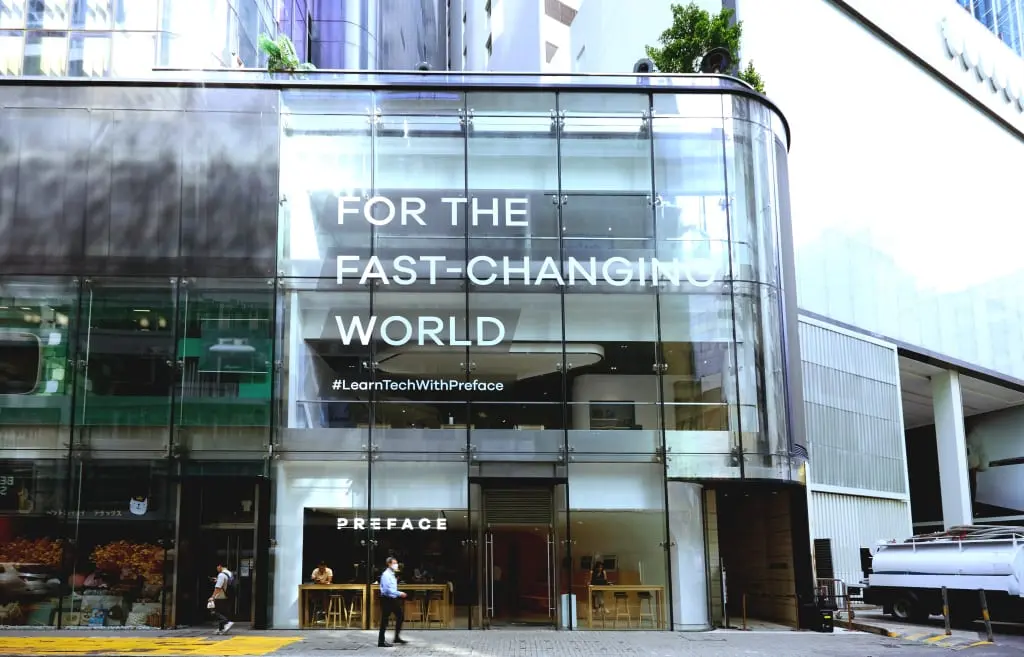 FOR THE
FAST-CHANGING
WORLD
#LearnTechWithPreface
PREFACE